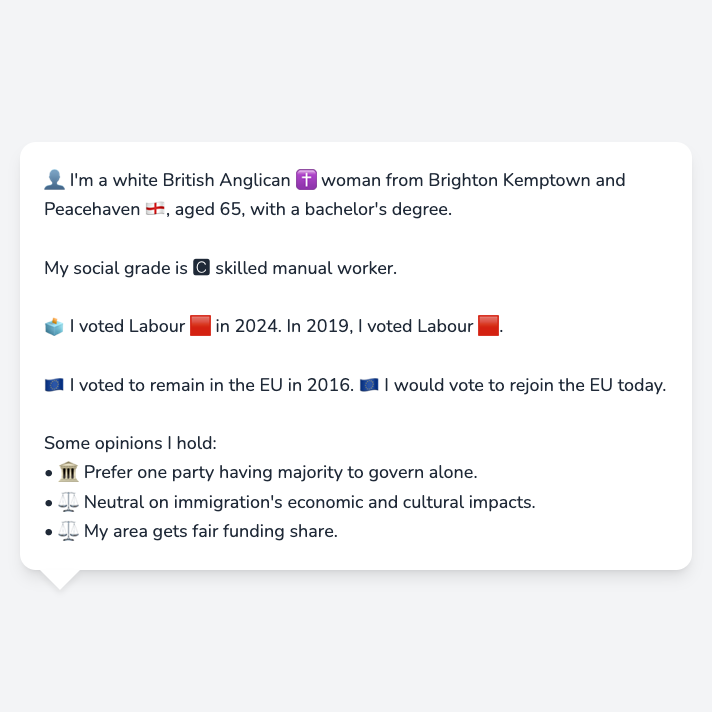 👤 I'm a white British Anglican ✝️ woman from Brighton Kemptown and
Peacehaven 🏴󠁧󠁢󠁥󠁮󠁧󠁿, aged 65, with a bachelor's degree.
My social grade is 🅲 skilled manual worker.
🗳️ I voted Labour 🟥 in 2024. In 2019, I voted Labour 🟥.
🇪🇺 I voted to remain in the EU in 2016. 🇪🇺 I would vote to rejoin the EU today.
Some opinions I hold:
• 🏛️ Prefer one party having majority to govern alone.
• ⚖️ Neutral on immigration's economic and cultural impacts.
• ⚖️ My area gets fair funding share.